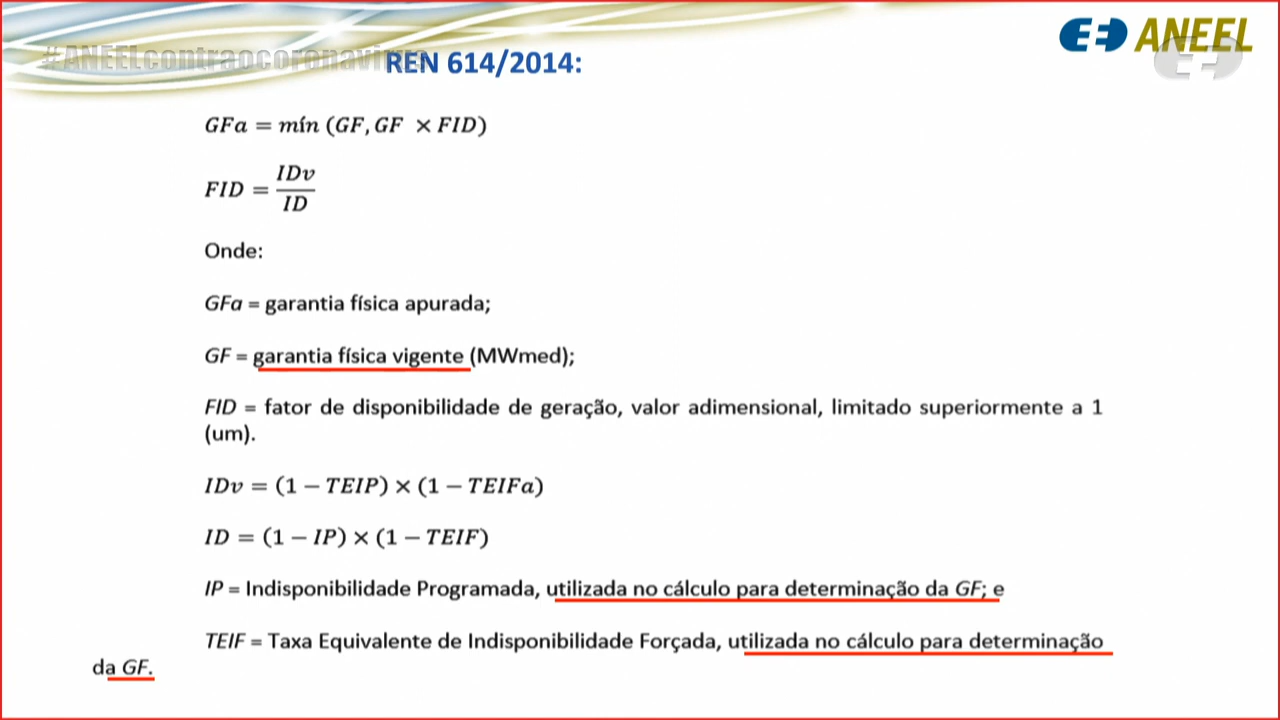 #ANEELcontraocoronavírus
ANEEL
REN 614/2014:
GFa = mín (GF, GF × FID)
FID = IDv / ID
Onde:
GFa = garantia física apurada;
GF = garantia física vigente (MWmed);
FID = fator de disponibilidade de geração, valor adimensional, limitado superiormente a 1
(um).
IDv = (1 − TEIP) × (1 − TEIFa)
ID = (1 − IP) × (1 − TEIF)
IP = Indisponibilidade Programada, utilizada no cálculo para determinação da GF; e
TEIF = Taxa Equivalente de Indisponibilidade Forçada, utilizada no cálculo para determinação
da GF.